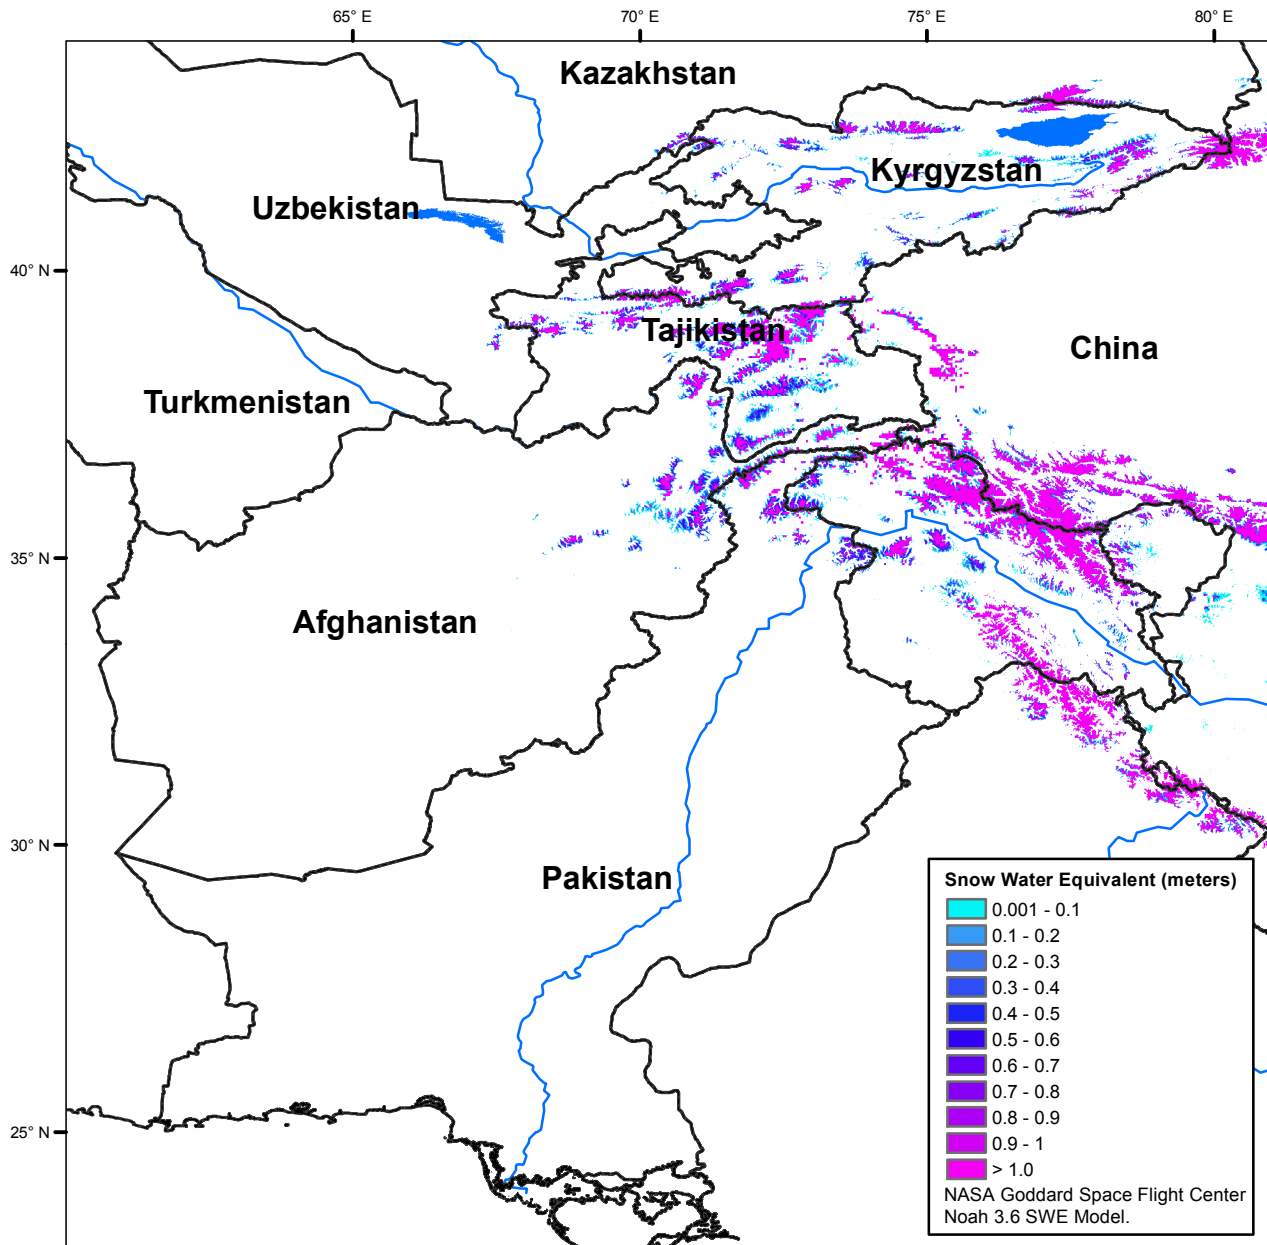 65° E
70° E
75° E
80° E
Kazakhstan
Kyrgyzstan
Uzbekistan
40° N
Tajikistan
China
Turkmenistan
35° N
Afghanistan
30° N
Pakistan
Snow Water Equivalent (meters)
0.001 - 0.1
0.1 - 0.2
0.2 - 0.3
0.3 - 0.4
0.4 - 0.5
0.5 - 0.6
0.6 - 0.7
0.7 - 0.8
0.8 - 0.9
0.9 - 1
> 1.0
NASA Goddard Space Flight Center
Noah 3.6 SWE Model.
25° N